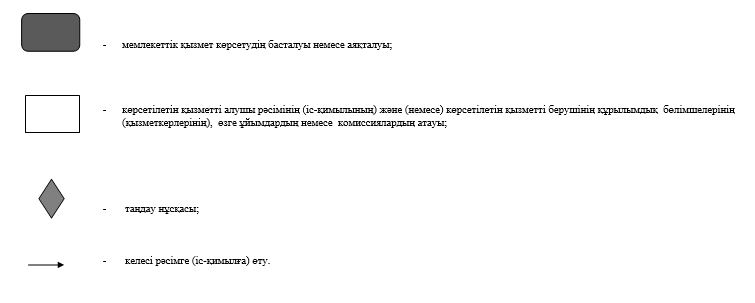 - мемлекеттік қызмет көрсетудің басталуы немесе аяқталуы;
- көрсетілетін қызметті алушы рәсімінің (іс-қимылының) және (немесе) көрсетілетін қызметті берушінің құрылымдық бөлімшелерінің
(қызметкерлерінің), өзге ұйымдардың немесе комиссиялардың атауы;
- таңдау нұсқасы;
- келесі рәсімге (іс-қимылға) өту.